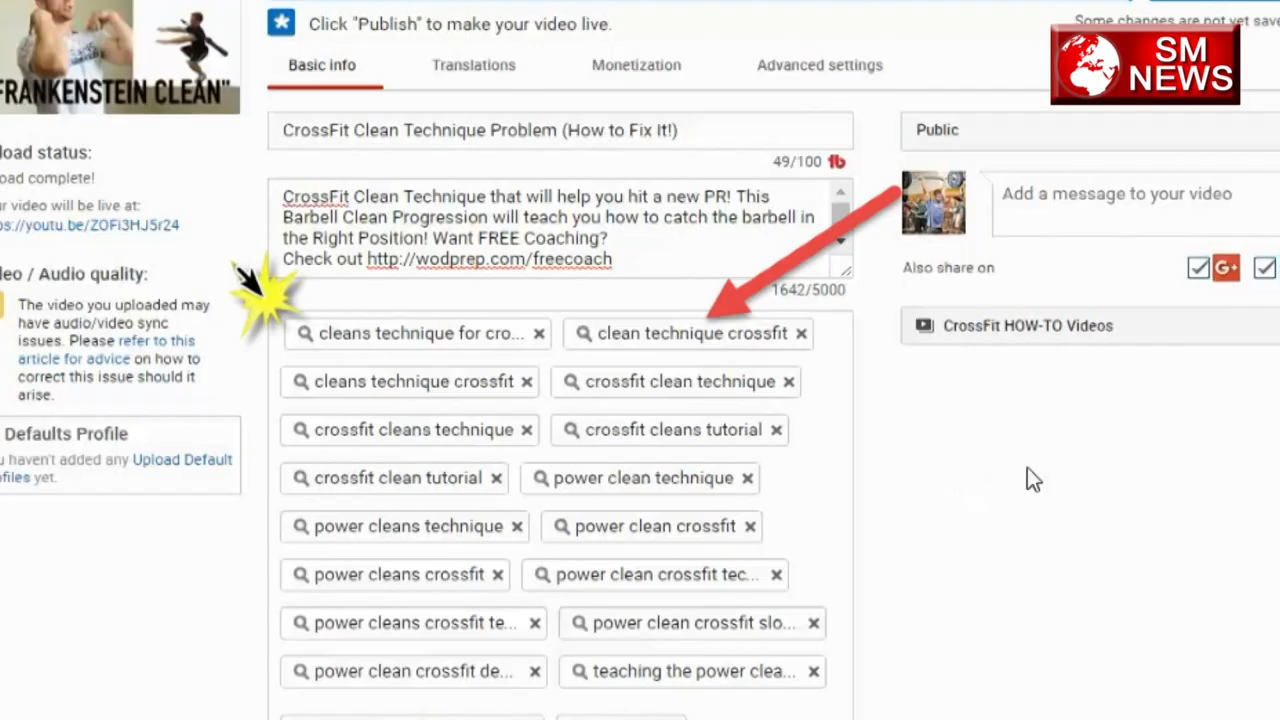 Click "Publish" to make your video live.
Some changes are not yet save
SM
NEWS
Basic info
Translations
Monetization
Advanced settings
FRANKENSTEIN CLEAN"
CrossFit Clean Technique Problem (How to Fix It!)
49/100
Public
oad status:
oad complete!
r video will be live at:
ps://youtu.be/ZOFi3HJ5r24
CrossFit Clean Technique that will help you hit a new PR! This
Barbell Clean Progression will teach you how to catch the barbell in
the Right Position! Want FREE Coaching?
Check out http://wodprep.com/freecoach
1642/5000
Add a message to your video
Also share on
G+
CrossFit HOW-TO Videos
eo / Audio quality:
The video you uploaded may
have audio/video sync
issues. Please refer to this
article for advice on how to
correct this issue should it
arise.
Defaults Profile
u haven't added any Upload Default
ofiles yet.
cleans technique for cro...
clean technique crossfit
cleans technique crossfit
crossfit clean technique
crossfit cleans technique
crossfit cleans tutorial
crossfit clean tutorial
power clean technique
power cleans technique
power clean crossfit
power cleans crossfit
power clean crossfit tec...
power cleans crossfit te...
power clean crossfit slo...
power clean crossfit de...
teaching the power clea...